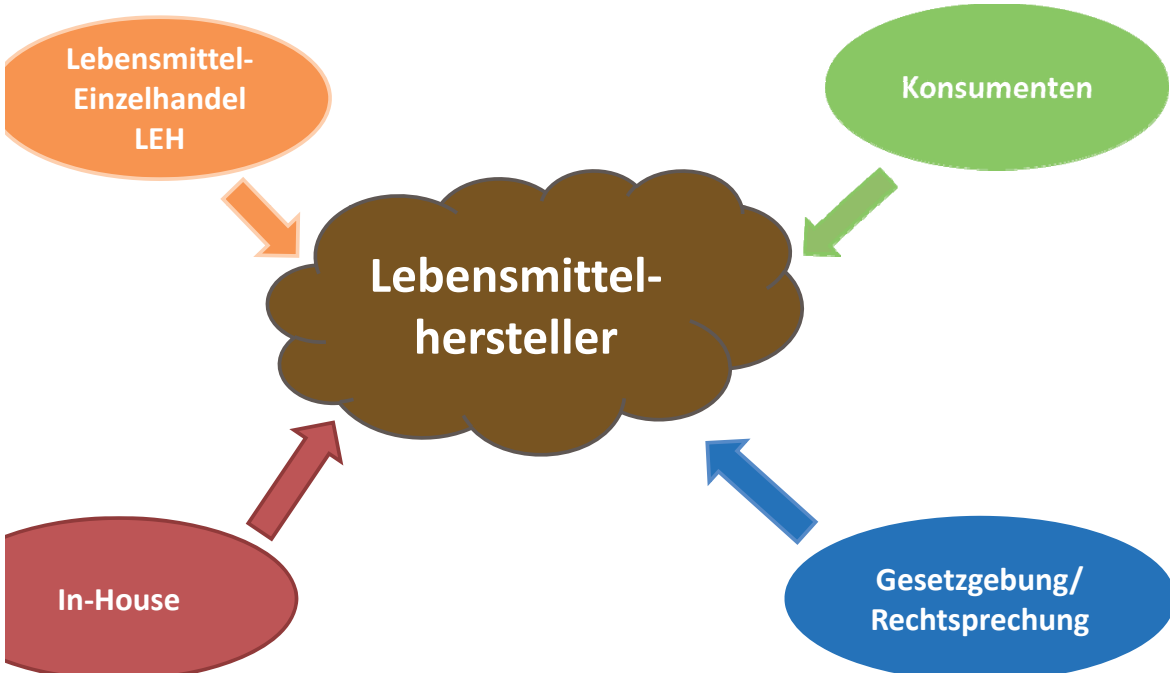 Lebensmittel-
Einzelhandel
LEH
Konsumenten
Lebensmittel-
hersteller
In-House
Gesetzgebung/
Rechtsprechung